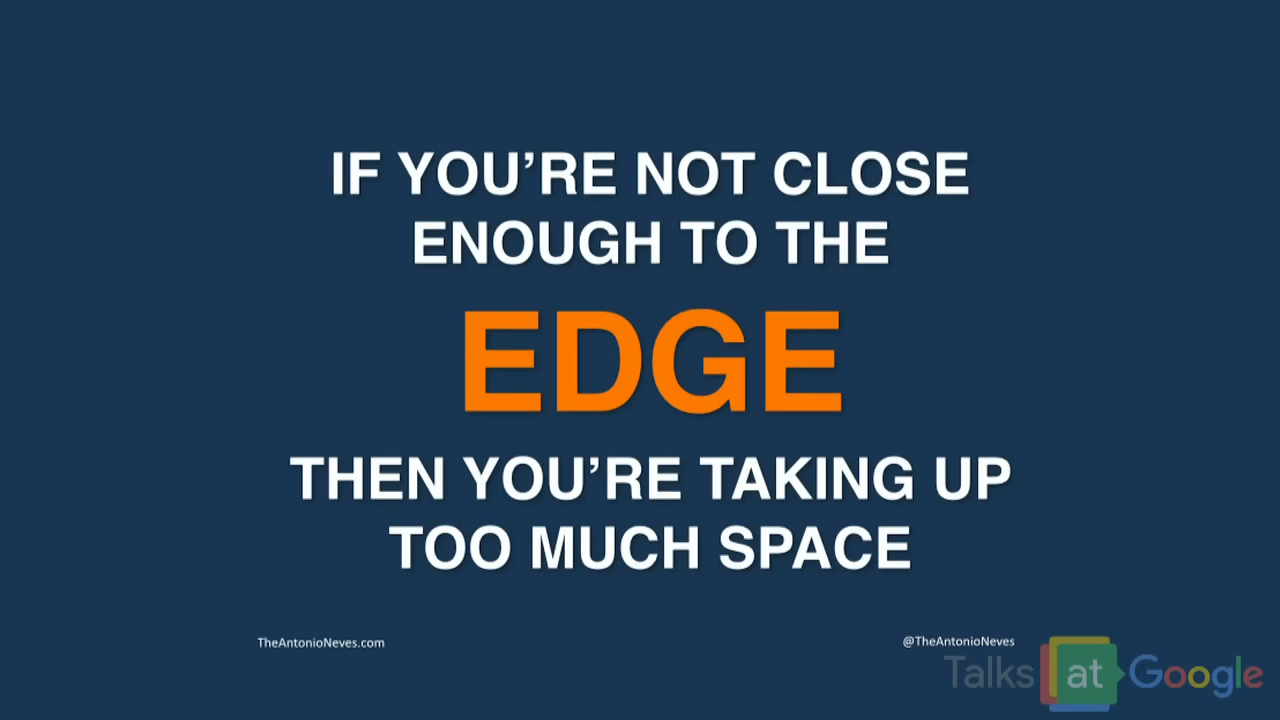 IF YOU’RE NOT CLOSE
ENOUGH TO THE
EDGE
THEN YOU’RE TAKING UP
TOO MUCH SPACE
TheAntonioNeves.com
@TheAntonioNeves
Talks at Google